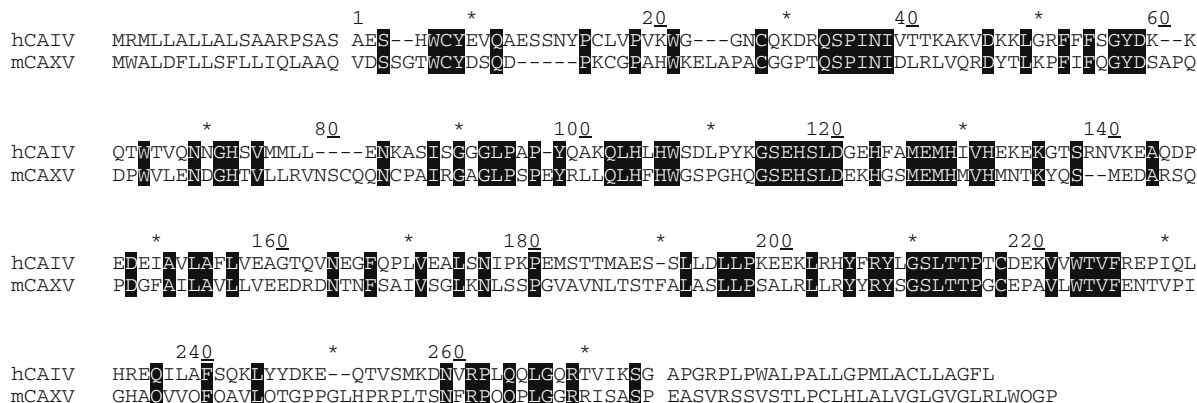 1 * 20 * 40 * 60
hCAIV MRMLLALLALSAARPSAS AES--HWCYEVQAESSNYPCLVPVKWG---GNCQKDRQSPINIVTTKAKVDKKLGRFFFSGYDK--K
mCAXV MWALDFLLSFLLIQLAAQ VDSSGTWCYDSQD-----PKCGPAHWKELAPACGGPTQSPINIDLRLVQRDYTLKPFIFQGYDSAPQ
* 80 * 100 * 120 * 140
hCAIV QTWTVQNNGHSVMMLL----ENKASISGGGLPAP-YQAKQLHLHWSDLPYKGSEHSLDGEHFAMEMHIVHEKEKGTSRNVKEAQDP
mCAXV DPWVLENDGHTVLLRVNSCQQNCPAIRGAGLPSPEYRLLQLHFHWGSPGHQGSEHSLDEKHGSMEMHMVHMNTKYQS--MEDARSQ
* 160 * 180 * 200 * 220 *
hCAIV EDEIAVLAFLVEAGTQVNEGFQPLVEALSNIPKPEMSTTMAES-SLLDLLPKEEKLRHYFRYLGSLTTPTCDEKVVWTVFREPIQL
mCAXV PDGFAILAVLLVEEDRDNTNFSAIVSGLKNLSSPGVAVNLTSTFALASLLPSALRLLRYYRYSGSLTTPGCEPAVLWTVFENTVPI
240 * 260 *
hCAIV HREQILAFSQKLYYDKE--QTVSMKDNVRPLQQLGQRTVIKSG APGRPLPWALPALLGPMLACLLAGFL
mCAXV GHAQVVQFQAVLQTGPPGLHPRPLTSNFRPQQPLGGRRISASP EASVRSSVSTLPCLHLALVGLGVGLRLWQGP